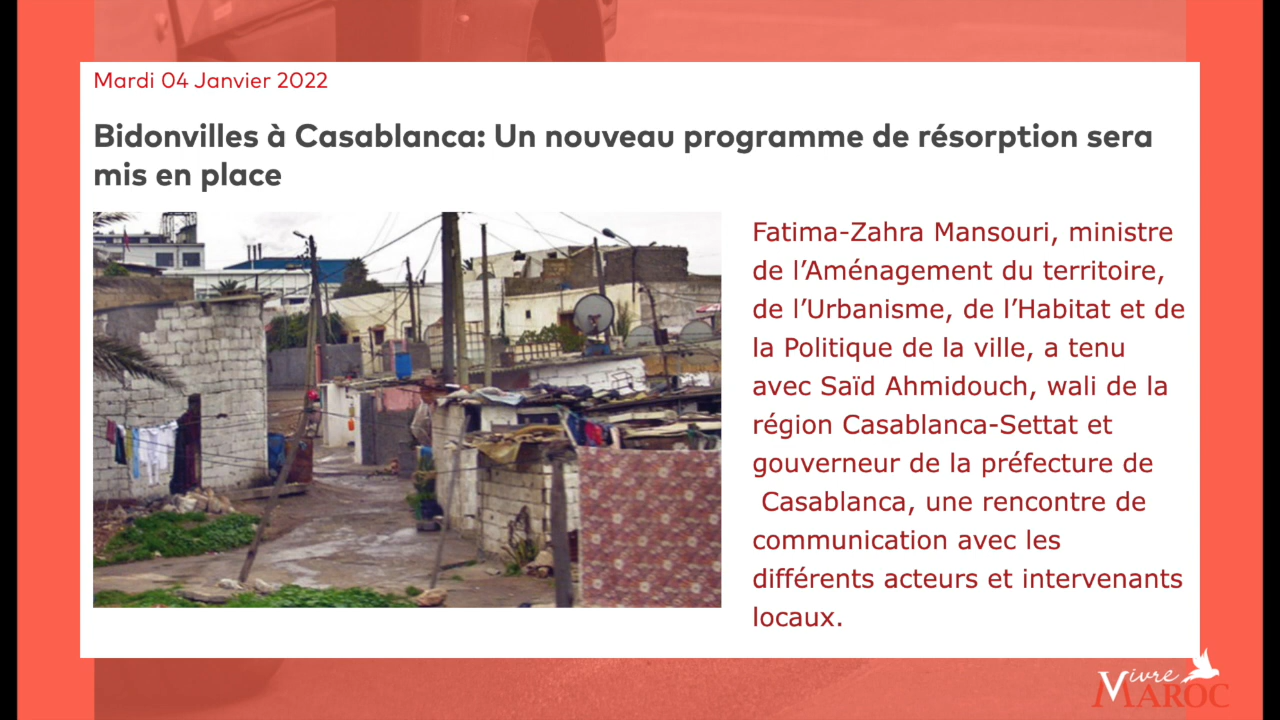 Mardi 04 Janvier 2022
Bidonvilles à Casablanca: Un nouveau programme de résorption sera
mis en place
Fatima-Zahra Mansouri, ministre
de l’Aménagement du territoire,
de l’Urbanisme, de l’Habitat et de
la Politique de la ville, a tenu
avec Saïd Ahmidouch, wali de la
région Casablanca-Settat et
gouverneur de la préfecture de
Casablanca, une rencontre de
communication avec les
différents acteurs et intervenants
locaux.
Vivre
MAROC